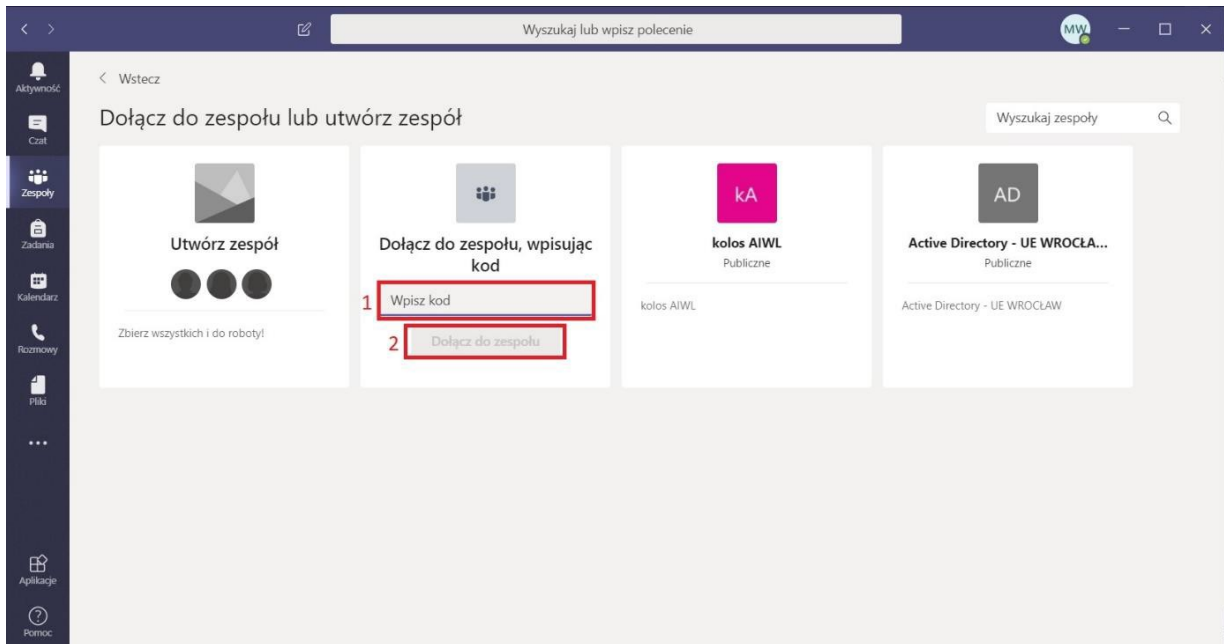 Wyszukaj lub wpisz polecenie
MW
Aktywność
Czat
Zespoły
Zadania
Kalendarz
Rozmowy
Pliki
Aplikacje
Pomoc
Wstecz
Dołącz do zespołu lub utwórz zespół
Wyszukaj zespoły
Utwórz zespół
Zbierz wszystkich i do roboty!
Dołącz do zespołu, wpisując
kod
1 Wpisz kod
2 Dołącz do zespołu
kA
kolos AIWL
Publiczne
kolos AIWL
AD
Active Directory - UE WROCŁA...
Publiczne
Active Directory - UE WROCŁAW